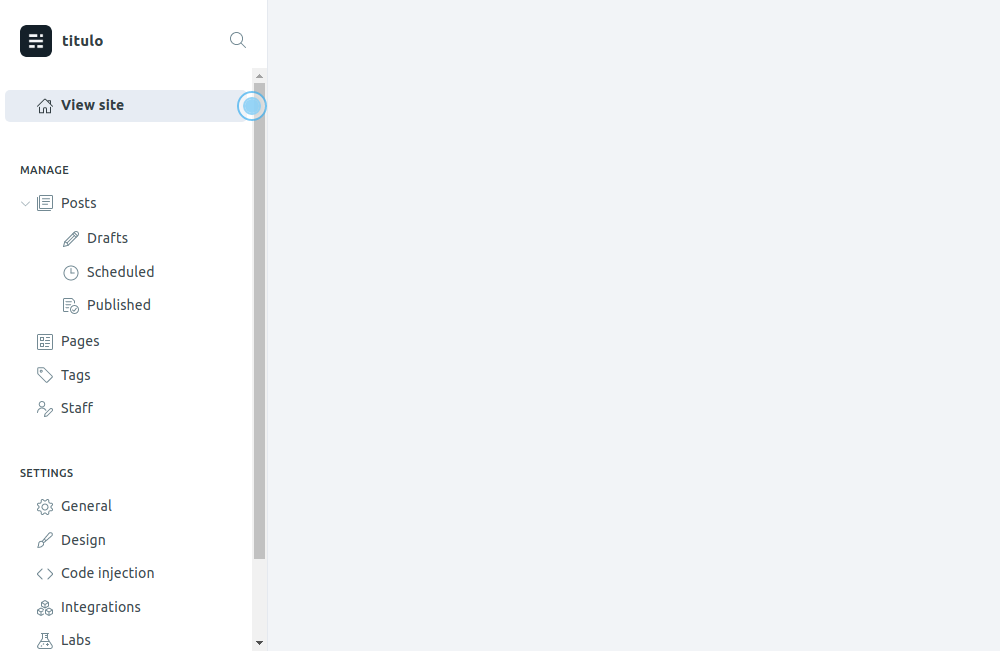 titulo
View site
MANAGE
Posts
Drafts
Scheduled
Published
Pages
Tags
Staff
SETTINGS
General
Design
Code injection
Integrations
Labs